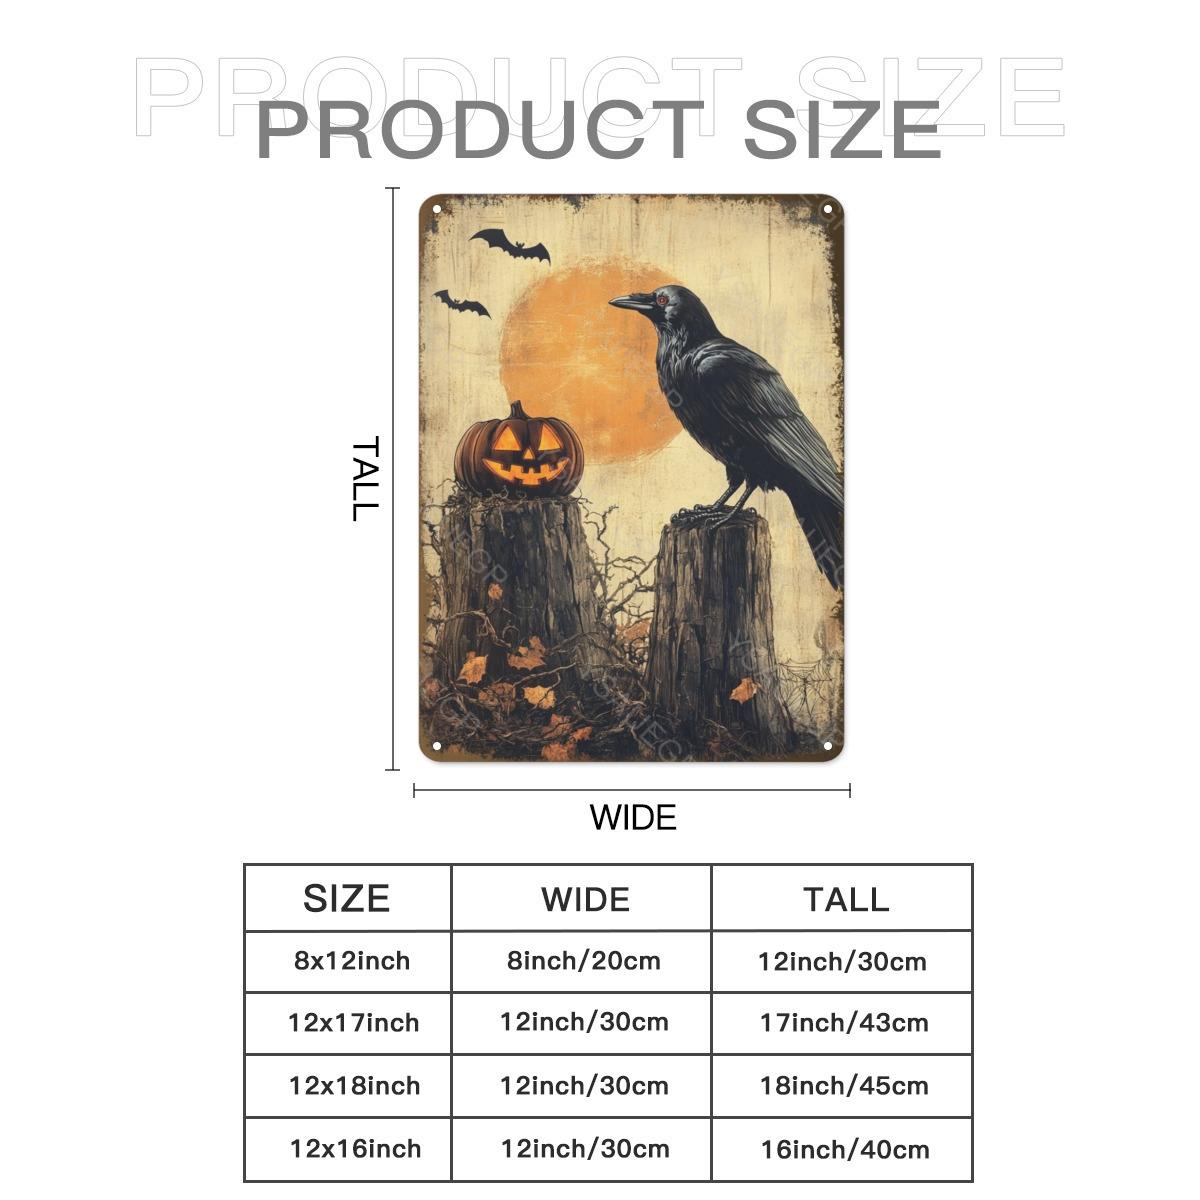 PRODUCT SIZE
PRODUCT SIZE
TALL
WIDE
SIZE WIDE TALL
8x12inch 8inch/20cm 12inch/30cm
12x17inch 12inch/30cm 17inch/43cm
12x18inch 12inch/30cm 18inch/45cm
12x16inch 12inch/30cm 16inch/40cm